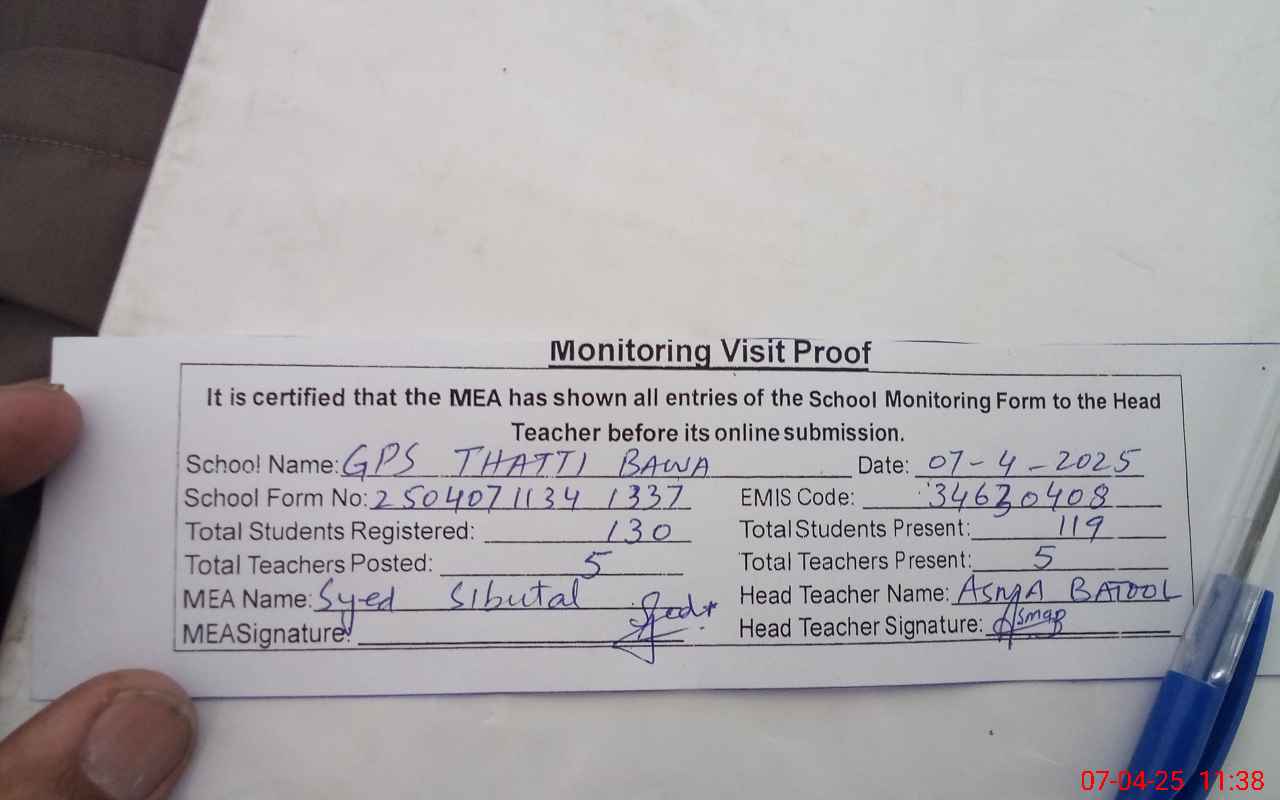 Monitoring Visit Proof
It is certified that the MEA has shown all entries of the School Monitoring Form to the Head
Teacher before its online submission.
School Name: GPS THATTI BAWA Date: 07-4-2025
School Form No: 2504071134 1337 EMIS Code: 34630408
Total Students Registered: 130 Total Students Present: 119
Total Teachers Posted: 5 Total Teachers Present: 5
MEA Name: Syed Sibutal Head Teacher Name: ASMA BATOOL
MEA Signature: Head Teacher Signature:
07-04-25 11:38